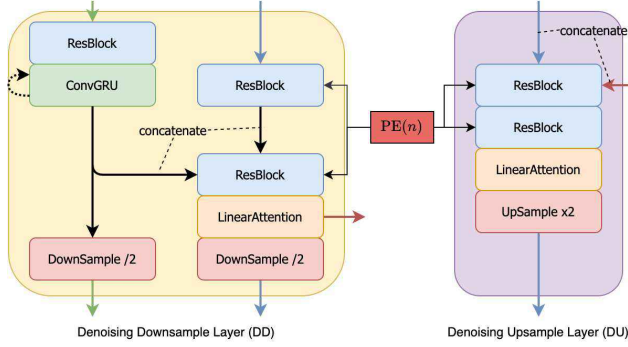 ResBlock
ConvGRU
concatenate
DownSample /2
ResBlock
ResBlock
LinearAttention
DownSample /2
PE(n)
concatenate
ResBlock
ResBlock
LinearAttention
UpSample x2
Denoising Downsample Layer (DD)
Denoising Upsample Layer (DU)